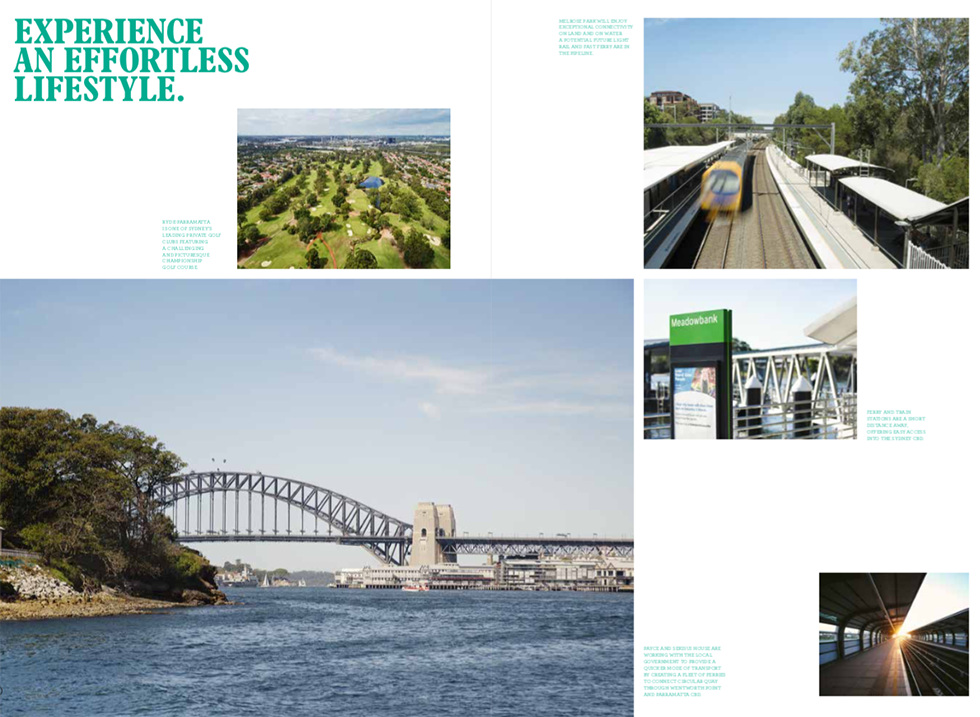 EXPERIENCE
AN EFFORTLESS
LIFESTYLE.
MELROSE PARK WILL ENJOY
EXCEPTIONAL CONNECTIVITY
ON LAND AND ON WATER.
A POTENTIAL FUTURE LIGHT
RAIL AND FAST FERRY ARE IN
THE PIPELINE.
RYDE-PARRAMATTA
IS ONE OF SYDNEY'S
LEADING PRIVATE GOLF
CLUBS FEATURING
A CHALLENGING
AND PICTURESQUE
CHAMPIONSHIP
GOLF COURSE.
Meadowbank
FERRY AND TRAIN
STATIONS ARE A SHORT
DISTANCE AWAY,
OFFERING EASY ACCESS
INTO THE SYDNEY CBD.
HOUSE ARE
WORKING WITH THE LOCAL
GOVERNMENT TO PROVIDE A
QUICKER MODE OF TRANSPORT
BY CREATING A FLEET OF FERRIES
TO CONNECT CIRCULAR QUAY
THROUGH WENTWORTH POINT
AND PARRAMATTA CBD.